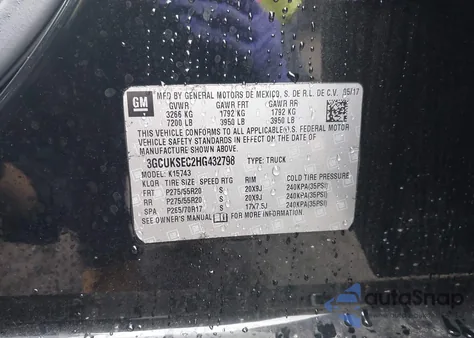 GM
MFD BY GENERAL MOTORS DE MEXICO, S. DE R.L. DE C.V. 05/17
GVWR GAWR FRT GAWR RR
3266 KG 1792 KG 1792 KG
7200 LB 3950 LB 3950 LB
THIS VEHICLE CONFORMS TO ALL APPLICABLE U.S. FEDERAL MOTOR
VEHICLE SAFETY STANDARDS IN EFFECT ON THE DATE OF
MANUFACTURE SHOWN ABOVE.
3GCUKSEC2HG432798 TYPE: TRUCK
MODEL: K15743
KLOR TIRE SIZE SPEED RTG RIM COLD TIRE PRESSURE
FRT P275/55R20 S 20X9J 240KPA(35PSI)
RR P275/55R20 S 20X9J 240KPA(35PSI)
SPA P265/70R17 S 17X7.5J 240KPA(35PSI)
SEE OWNER'S MANUAL FOR MORE INFORMATION
autoSnap